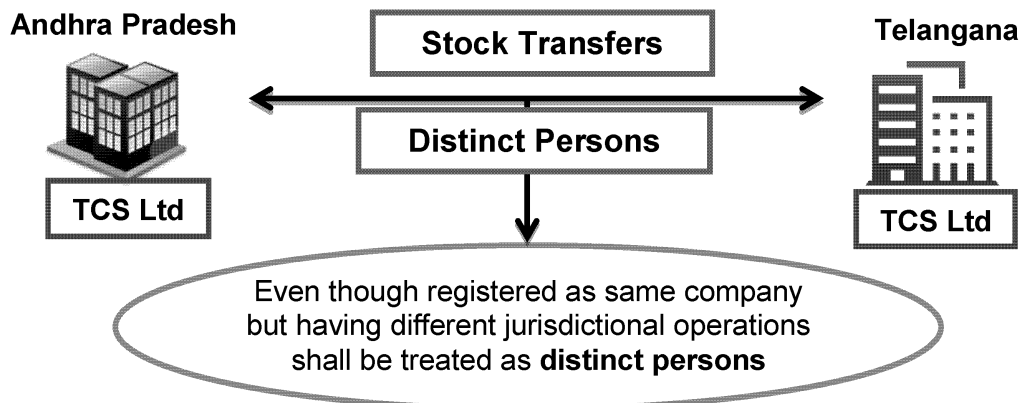 Andhra Pradesh
Stock Transfers
Telangana
Distinct Persons
TCS Ltd
TCS Ltd
Even though registered as same company
but having different jurisdictional operations
shall be treated as distinct persons